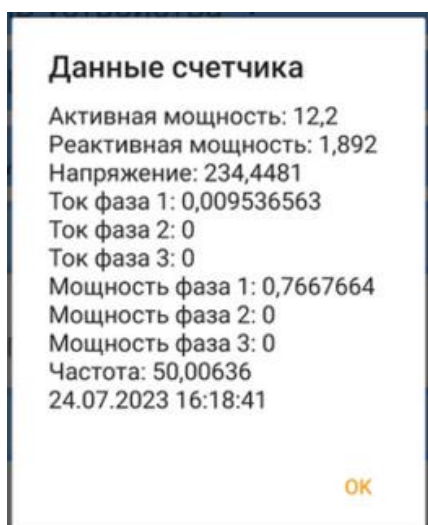 Данные счетчика
Активная мощность: 12,2
Реактивная мощность: 1,892
Напряжение: 234,4481
Ток фаза 1: 0,009536563
Ток фаза 2: 0
Ток фаза 3: 0
Мощность фаза 1: 0,7667664
Мощность фаза 2: 0
Мощность фаза 3: 0
Частота: 50,00636
24.07.2023 16:18:41
OK